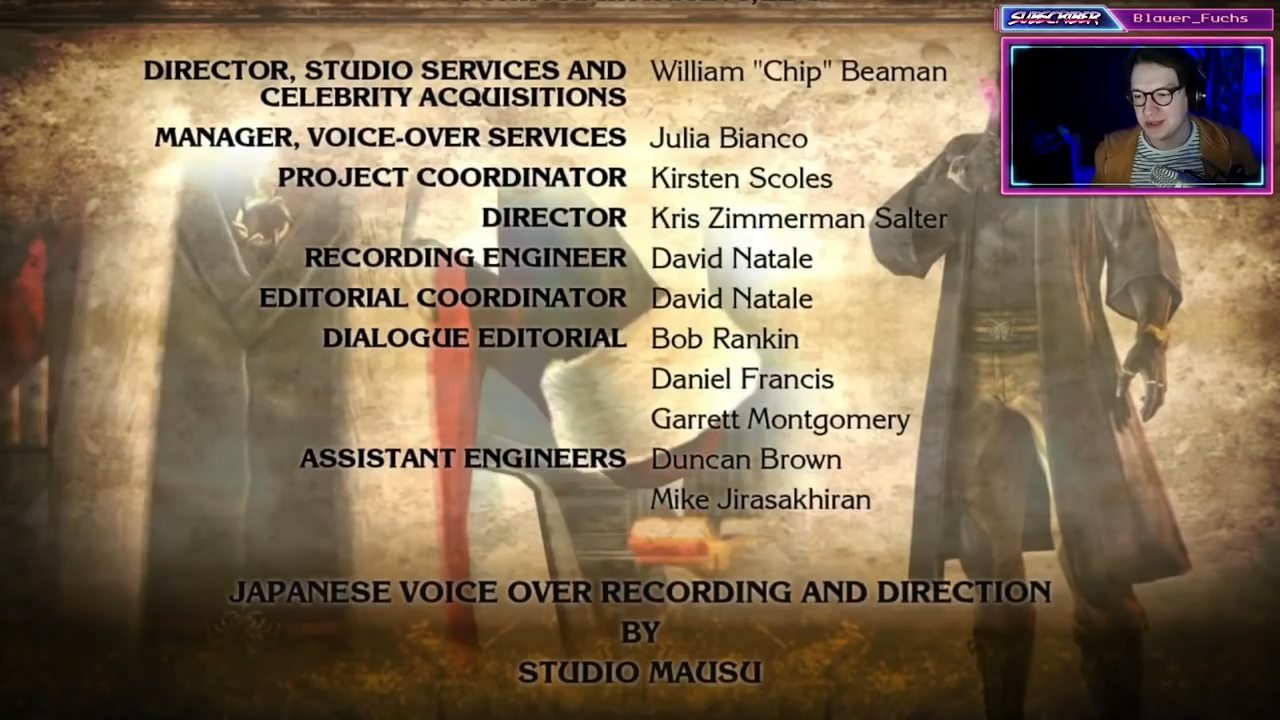 SUBSCRIBER Blauer_Fuchs
DIRECTOR, STUDIO SERVICES AND CELEBRITY ACQUISITIONS William "Chip" Beaman
MANAGER, VOICE-OVER SERVICES Julia Bianco
PROJECT COORDINATOR Kirsten Scoles
DIRECTOR Kris Zimmerman Salter
RECORDING ENGINEER David Natale
EDITORIAL COORDINATOR David Natale
DIALOGUE EDITORIAL Bob Rankin
Daniel Francis
Garrett Montgomery
ASSISTANT ENGINEERS Duncan Brown
Mike Jirasakhiran
JAPANESE VOICE OVER RECORDING AND DIRECTION
BY
STUDIO MAUSU